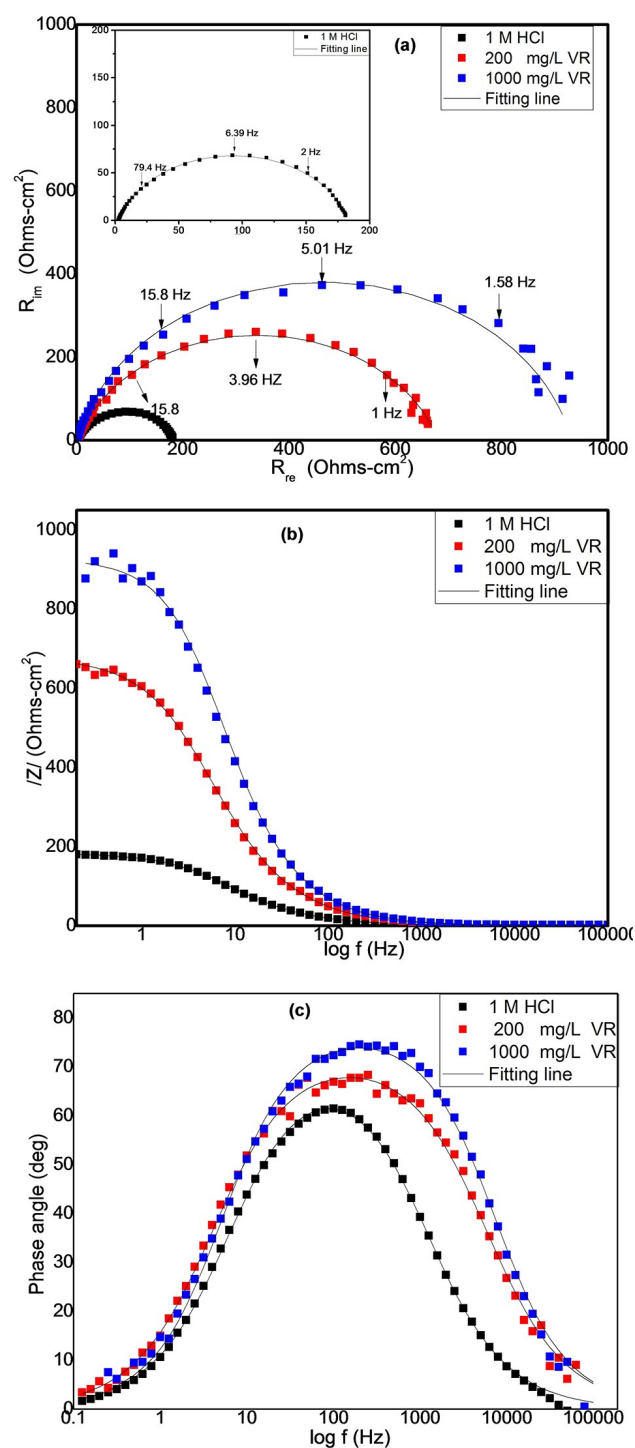 (a)
1 M HCl
200 mg/L VR
1000 mg/L VR
Fitting line
1 M HCl
Fitting line
200
150
100
50
0
0 50 100 150 200
79.4 Hz
6.39 Hz
2 Hz
1000
800
600
400
200
0
R_im (Ohms-cm²)
15.8 Hz
5.01 Hz
1.58 Hz
15.8
3.96 HZ
1 Hz
0 200 400 600 800 1000
R_re (Ohms-cm²)
(b)
1 M HCl
200 mg/L VR
1000 mg/L VR
Fitting line
1000
800
600
400
200
0
/Z/ (Ohms-cm²)
1 10 100 1000 10000 100000
log f (Hz)
(c)
1 M HCl
200 mg/L VR
1000 mg/L VR
Fitting line
80
70
60
50
40
30
20
10
0
Phase angle (deg)
0.1 1 10 100 1000 10000 100000
log f (Hz)